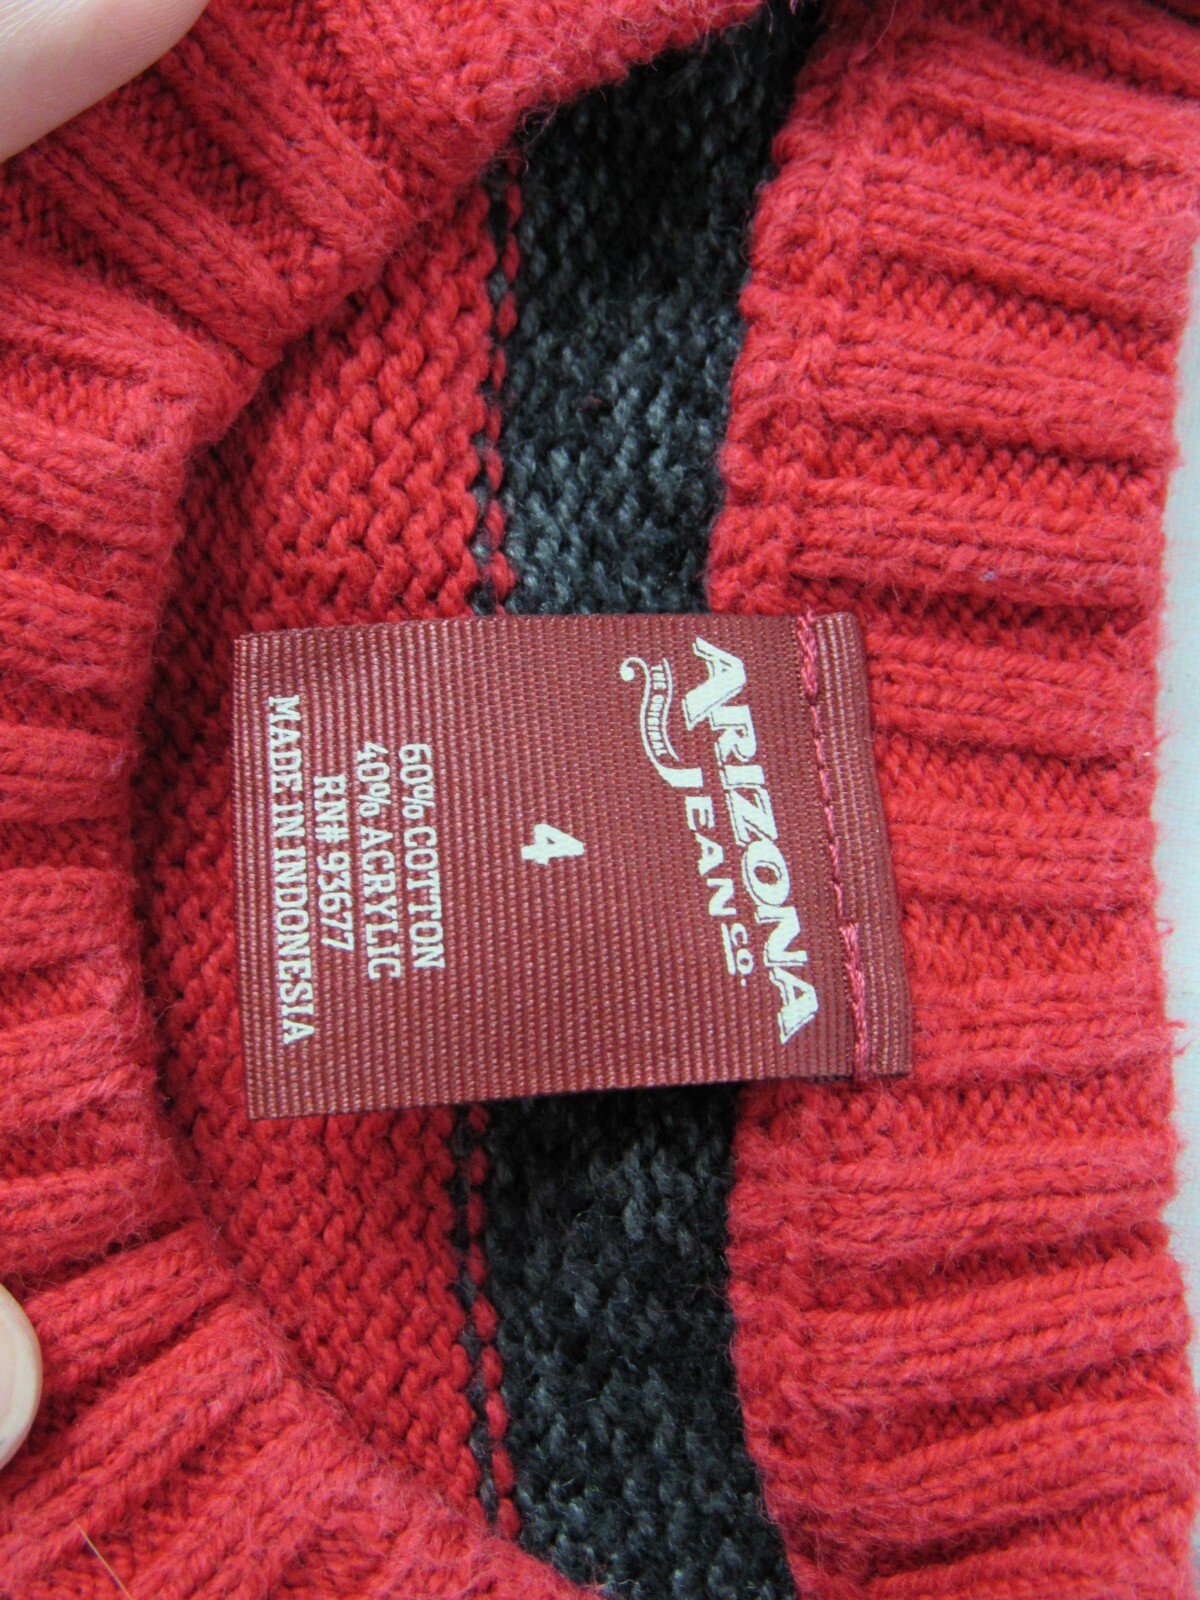 ARIZONA
THE ORIGINAL
JEAN CO.
4
60% COTTON
40% ACRYLIC
RN# 93677
MADE IN INDONESIA